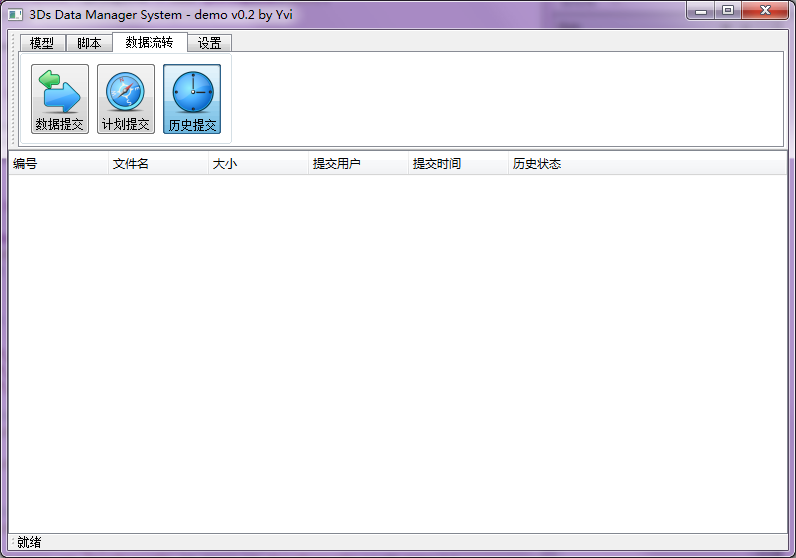 3Ds Data Manager System - demo v0.2 by Yvi
模型 脚本 数据流转 设置
数据提交 计划提交 历史提交
编号 文件名 大小 提交用户 提交时间 历史状态
就绪